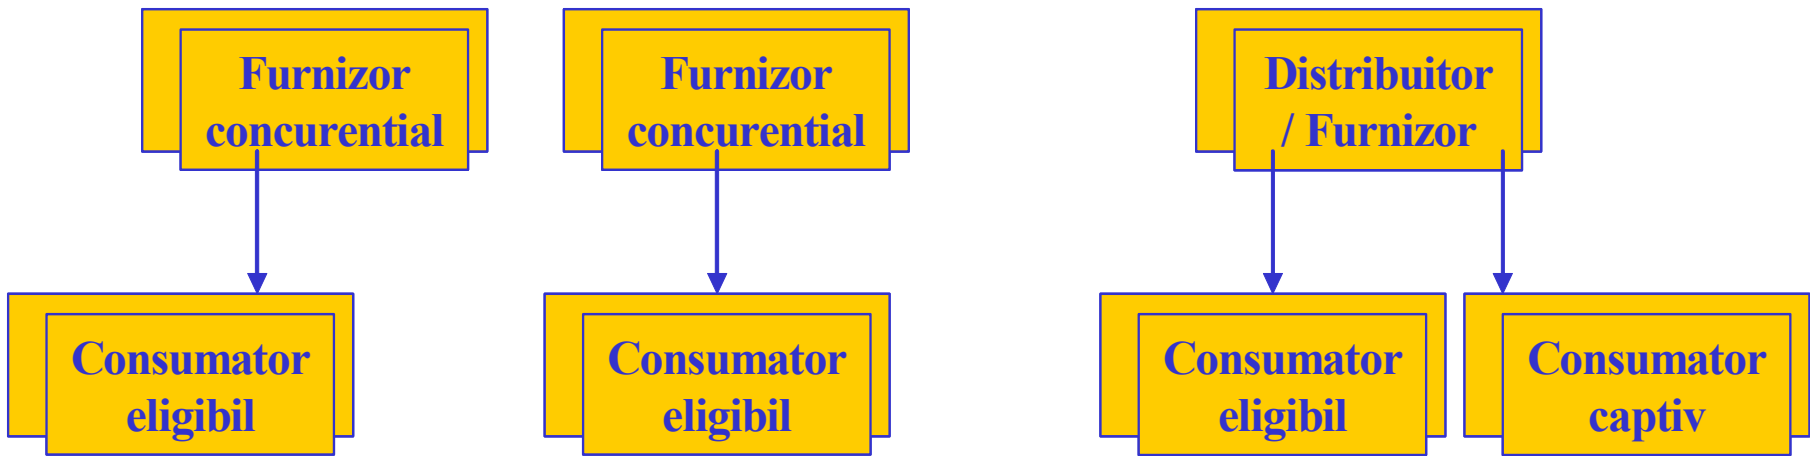 Furnizor
concurential
Furnizor
concurential
Distribuitor
/ Furnizor
Consumator
eligibil
Consumator
eligibil
Consumator
eligibil
Consumator
captiv